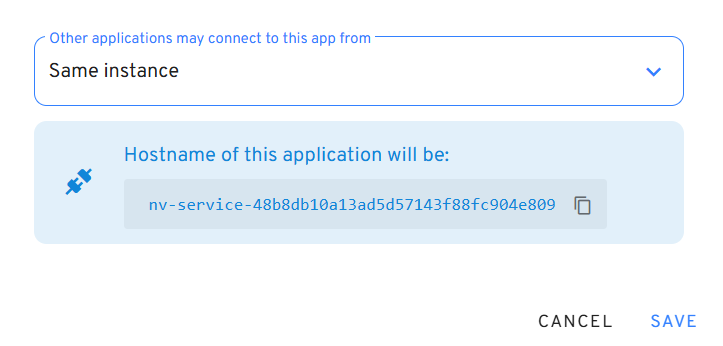 Other applications may connect to this app from
Same instance
Hostname of this application will be:
nv-service-48b8db10a13ad5d57143f88fc904e809
CANCEL SAVE